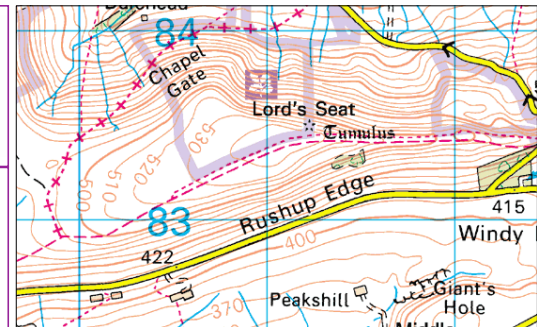 84
Chapel
Gate
Lord's Seat
Tumulus
530
520
510
500
Rushup Edge
83
415
400
422
Windy
370
Peakshill
Giant's
Hole